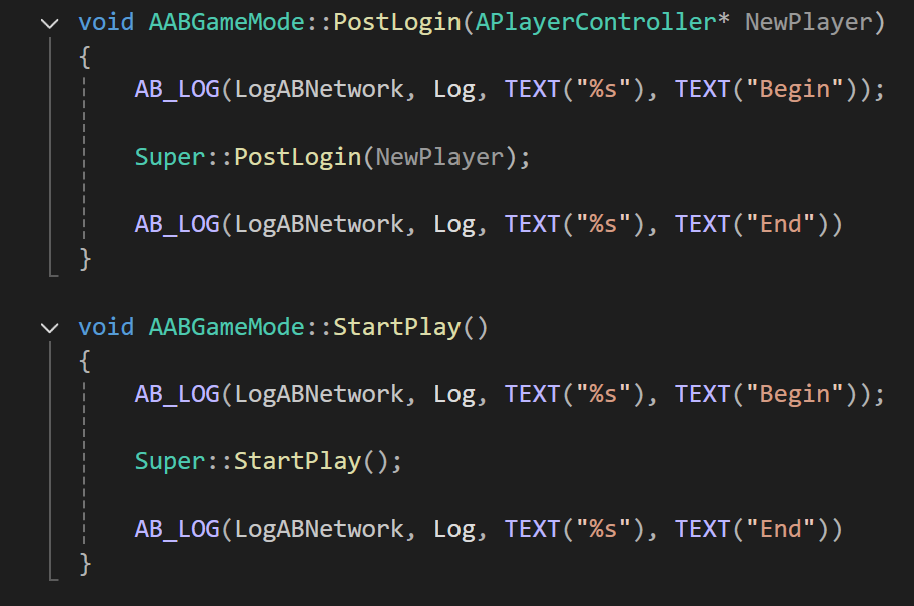 void AABGameMode::PostLogin(APlayerController* NewPlayer)
{
AB_LOG(LogABNetwork, Log, TEXT("%s"), TEXT("Begin"));
Super::PostLogin(NewPlayer);
AB_LOG(LogABNetwork, Log, TEXT("%s"), TEXT("End"))
}
void AABGameMode::StartPlay()
{
AB_LOG(LogABNetwork, Log, TEXT("%s"), TEXT("Begin"));
Super::StartPlay();
AB_LOG(LogABNetwork, Log, TEXT("%s"), TEXT("End"))
}